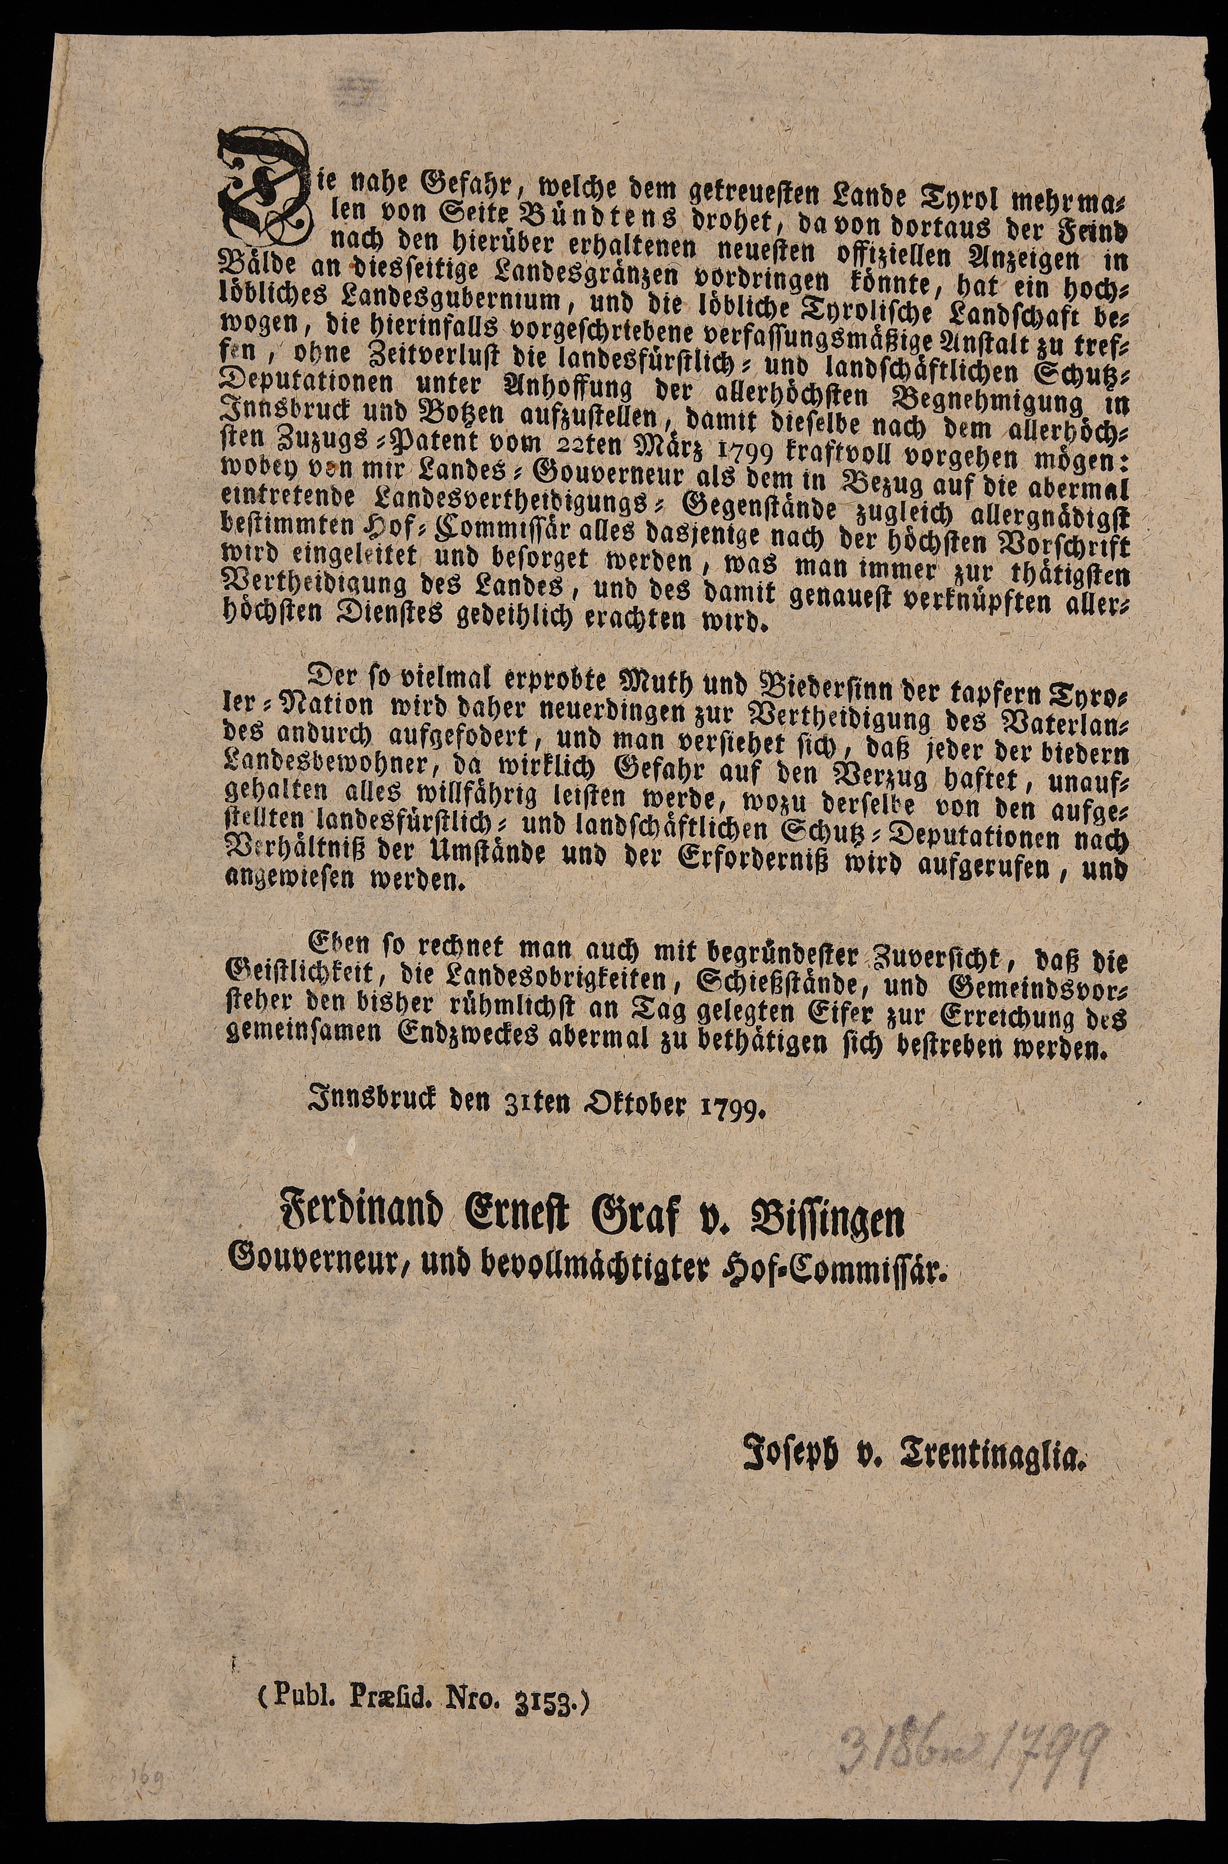 Die nahe Gefahr, welche dem getreuesten Lande Tyrol mehrma-
len von Seite Bündtens drohet, da von dortaus der Feind
nach den hierüber erhaltenen neuesten offiziellen Anzeigen in
Bälde an diesseitige Landesgränzen vordringen könnte, hat ein hoch-
löbliches Landesgubernium, und die löbliche Tyrolische Landschaft be-
wogen, die hierinfalls vorgeschriebene verfassungsmäßige Anstalt zu tref-
fen, ohne Zeitverlust die landesfürstlich- und landschäftlichen Schutz-
Deputationen unter Anhoffung der allerhöchsten Begnehmigung in
Innsbruck und Botzen aufzustellen, damit dieselbe nach dem allerhöch-
sten Zuzugs-Patent vom 22ten März 1799 kraftvoll vorgehen mögen:
wobey von mir Landes-Gouverneur als dem in Bezug auf die abermal
eintretende Landesvertheidigungs-Gegenstände zugleich allergnädigst
bestimmten Hof-Commissär alles dasjenige nach der höchsten Vorschrift
wird eingeleitet und besorget werden, was man immer zur thätigsten
Vertheidigung des Landes, und des damit genauest verknüpften aller-
höchsten Dienstes gedeihlich erachten wird.
Der so vielmal erprobte Muth und Biedersinn der tapfern Tyro-
ler-Nation wird daher neuerdingen zur Vertheidigung des Vaterlan-
des andurch aufgefodert, und man versiehet sich, daß jeder der biedern
Landesbewohner, da wirklich Gefahr auf den Verzug haftet, unauf-
gehalten alles willfährig leisten werde, wozu derselbe von den aufge-
stellten landesfürstlich- und landschäftlichen Schutz-Deputationen nach
Verhältniß der Umstände und der Erforderniß wird aufgerufen, und
angewiesen werden.
Eben so rechnet man auch mit begründester Zuversicht, daß die
Geistlichkeit, die Landesobrigkeiten, Schießstände, und Gemeindsvor-
steher den bisher rühmlichst an Tag gelegten Eifer zur Erreichung des
gemeinsamen Endzweckes abermal zu bethätigen sich bestreben werden.
Innsbruck den 31ten Oktober 1799.
Ferdinand Ernest Graf v. Bissingen
Gouverneur, und bevollmächtigter Hof-Commissär.
Joseph v. Trentinaglia.
(Publ. Præsid. Nro. 3153.)
31 8bris 1799
169